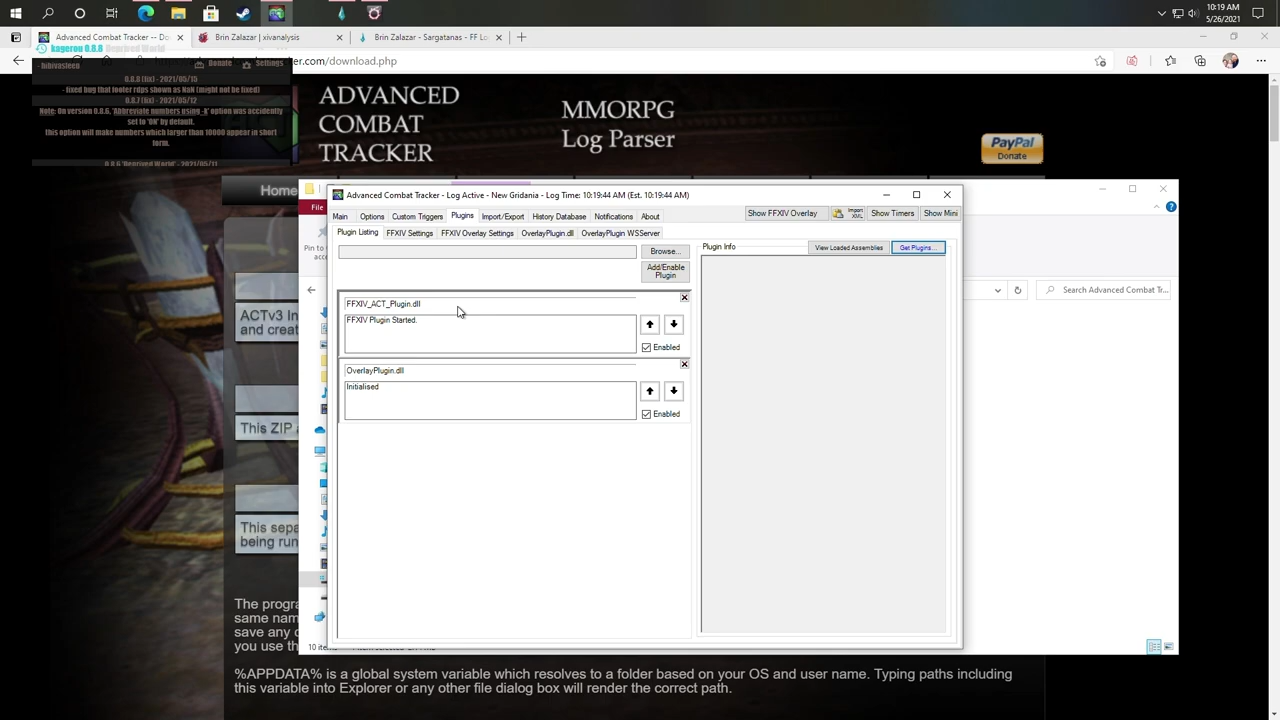 10:19 AM
5/26/2021
Advanced Combat Tracker -- Do
Brin Zalazar | xivanalysis
Brin Zalazar - Sargatanas - FF Lo
kagerou 0.8.8 Deprived World
.com/download.php
- hibiyasleep
Donate
Settings
0.8.8 (fix) - 2021/05/15
- fixed bug that footer rdps shown as NaN (might not be fixed)
0.8.7 (fix) - 2021/05/12
Note: On version 0.8.6, 'Abbreviate numbers using -k' option was accidently
set to 'ON' by default.
this option will make numbers which larger than 10000 appear in short
form.
0.8.6 'Deprived World' - 2021/05/11
ADVANCED
COMBAT
TRACKER
MMORPG
Log Parser
PayPal
Donate
Home
File
Advanced Combat Tracker - Log Active - New Gridania - Log Time: 10:19:44 AM (Est. 10:19:44 AM)
Main
Options
Custom Triggers
Plugins
Import/Export
History Database
Notifications
About
Show FFXIV Overlay
Import
XML
Show Timers
Show Mini
Plugin Listing
FFXIV Settings
FFXIV Overlay Settings
OverlayPlugin.dll
OverlayPlugin WSServer
Pin to
acc
Browse...
Add/Enable
Plugin
Plugin Info
View Loaded Assemblies
Get Plugins...
FFXIV_ACT_Plugin.dll
FFXIV Plugin Started.
Enabled
OverlayPlugin.dll
Initialised
Enabled
Search Advanced Combat Tr...
ACTv3 In
and creat
This ZIP a
This sepa
being run
The progra
same nam
save any c
you use th
10 items
%APPDATA% is a global system variable which resolves to a folder based on your OS and user name. Typing paths including
this variable into Explorer or any other file dialog box will render the correct path.